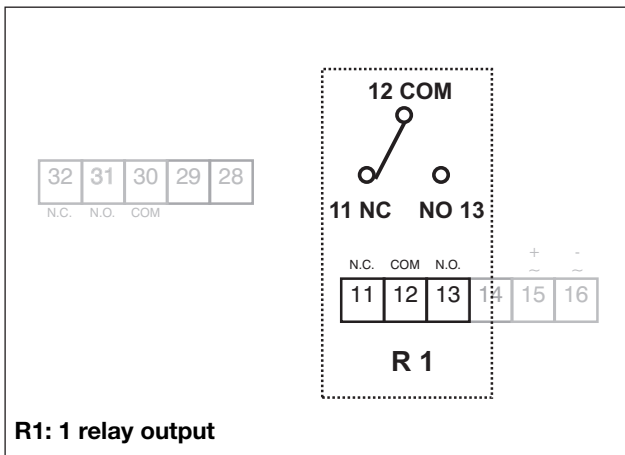 12 COM
11 NC NO 13
32 31 30 29 28
N.C. N.O. COM
+ -
~ ~
N.C. COM N.O.
11 12 13 14 15 16
R 1
R1: 1 relay output